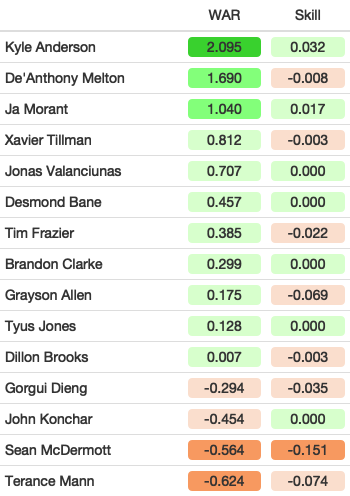 WAR Skill
Kyle Anderson 2.095 0.032
De'Anthony Melton 1.690 -0.008
Ja Morant 1.040 0.017
Xavier Tillman 0.812 -0.003
Jonas Valanciunas 0.707 0.000
Desmond Bane 0.457 0.000
Tim Frazier 0.385 -0.022
Brandon Clarke 0.299 0.000
Grayson Allen 0.175 -0.069
Tyus Jones 0.128 0.000
Dillon Brooks 0.007 -0.003
Gorgui Dieng -0.294 -0.035
John Konchar -0.454 0.000
Sean McDermott -0.564 -0.151
Terance Mann -0.624 -0.074